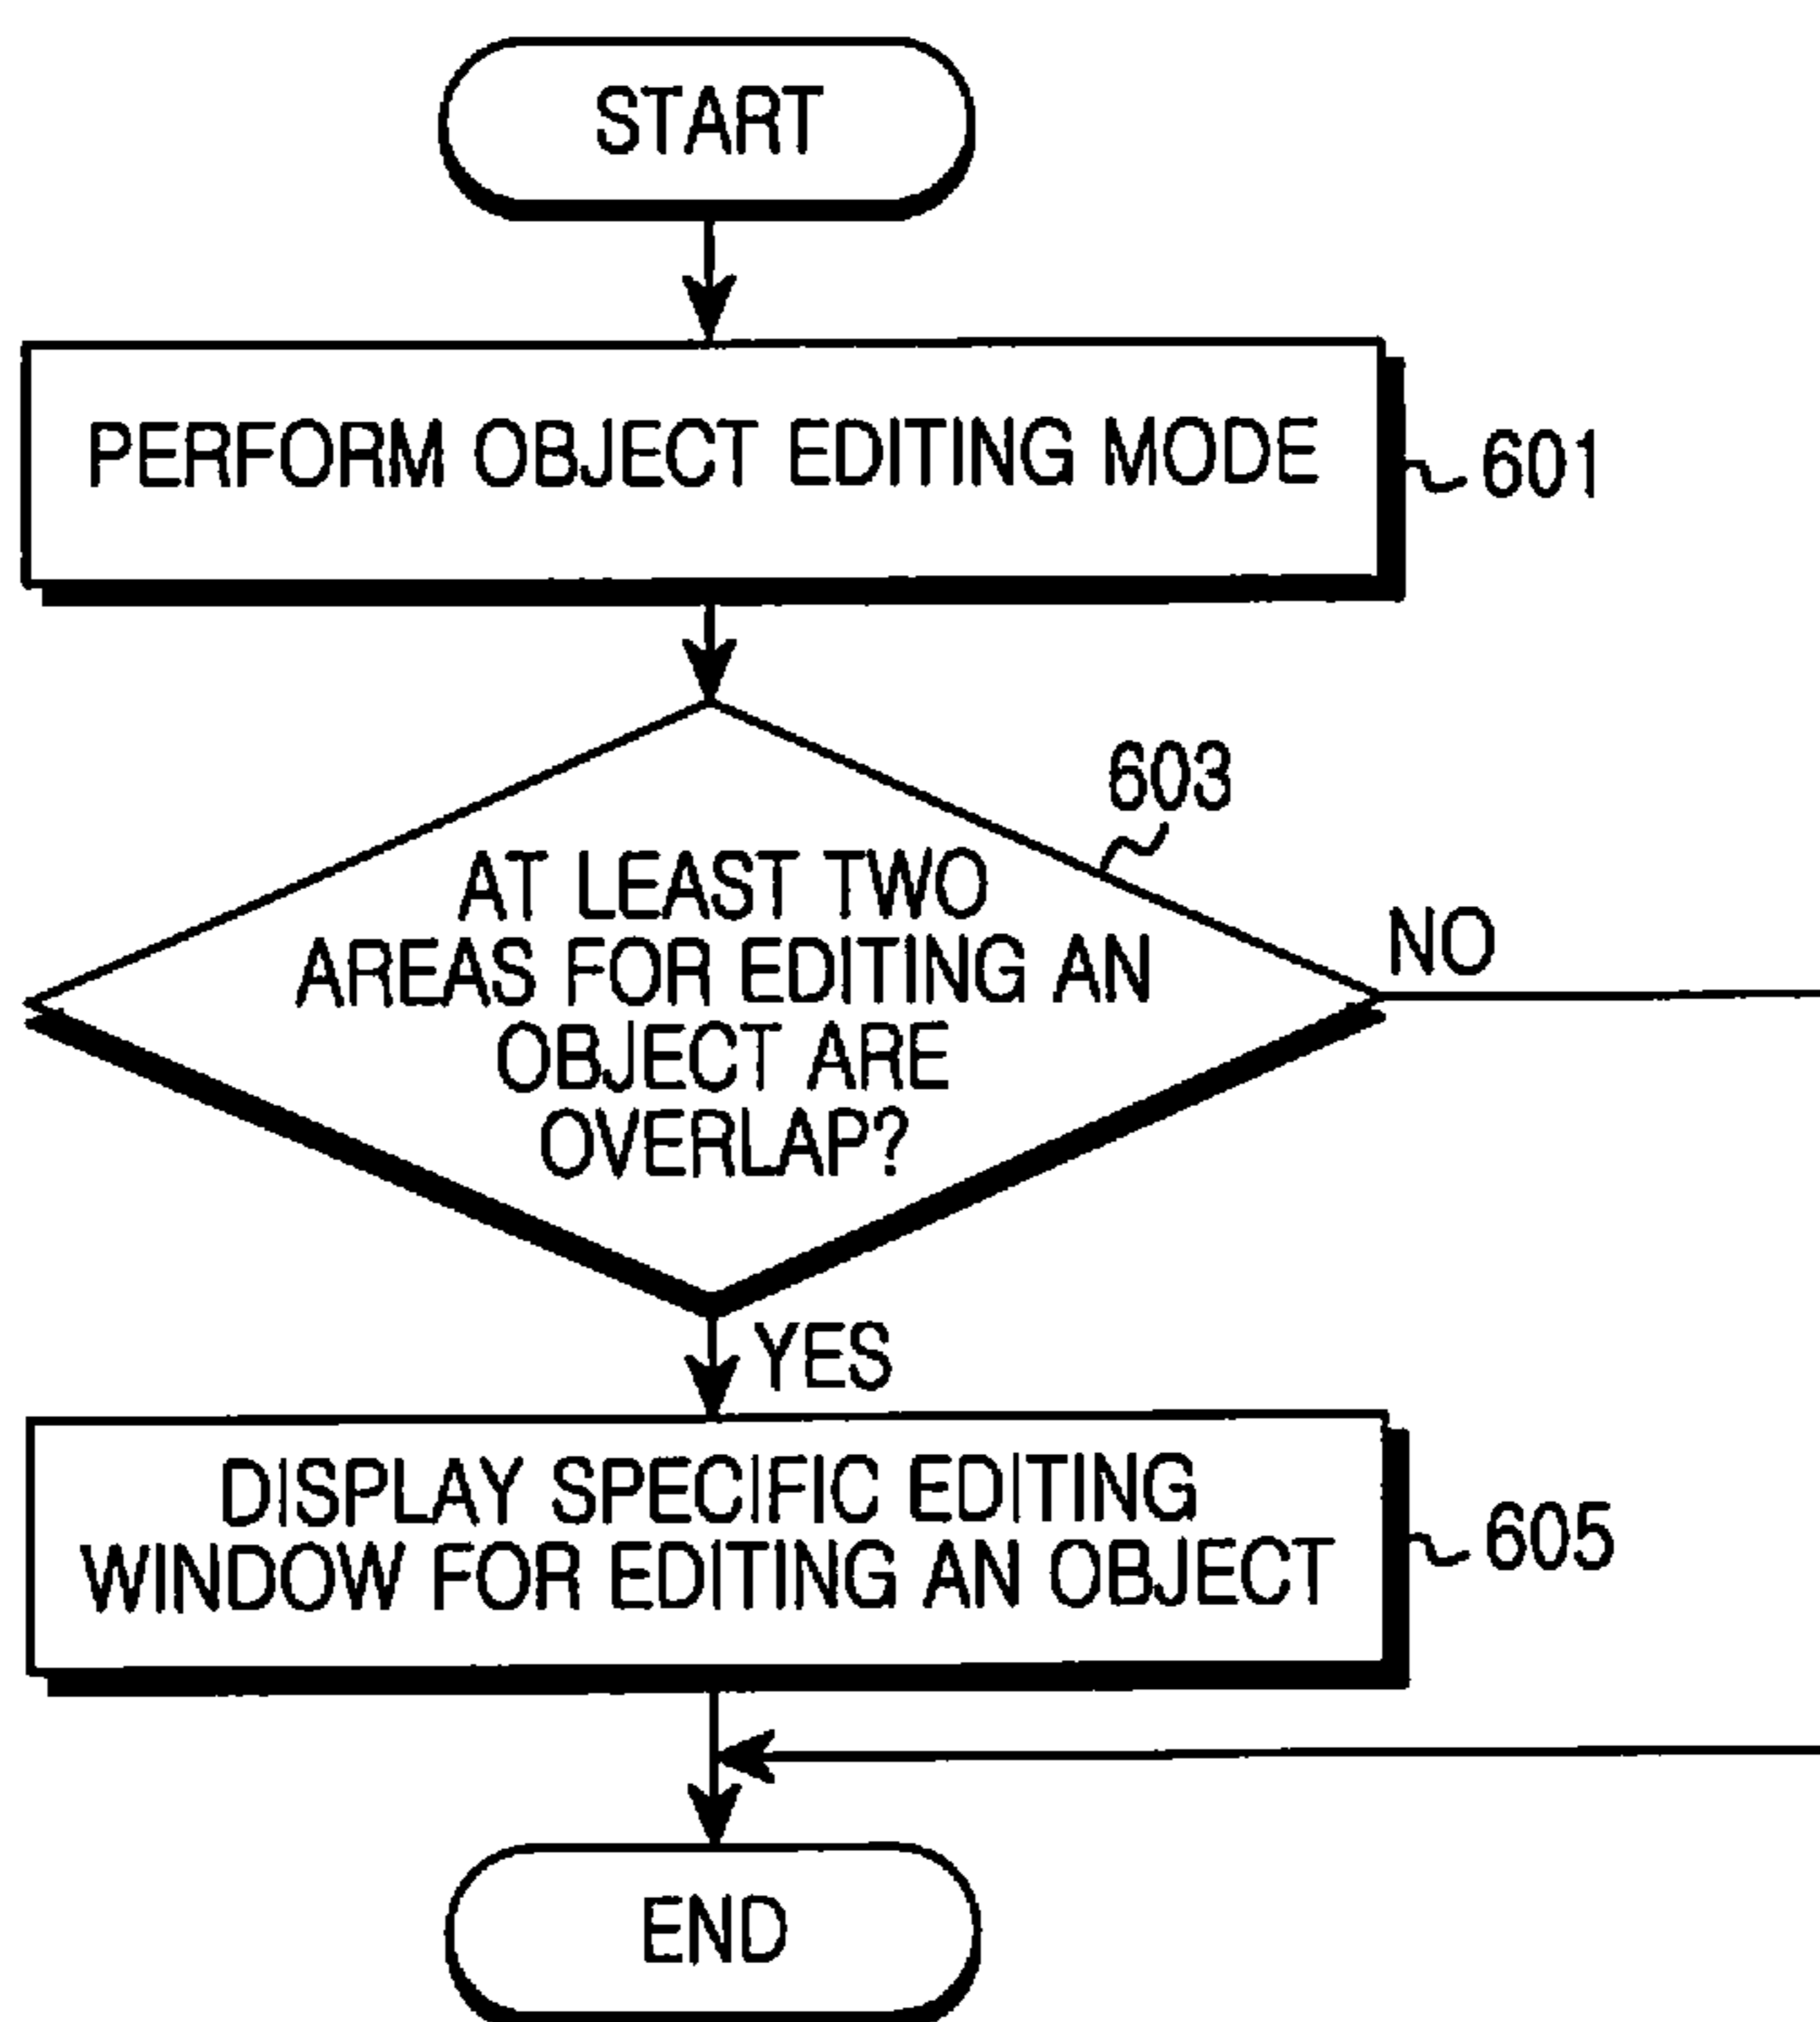 START
PERFORM OBJECT EDITING MODE
601
603
AT LEAST TWO
AREAS FOR EDITING AN
OBJECT ARE
OVERLAP?
NO
YES
DISPLAY SPECIFIC EDITING
WINDOW FOR EDITING AN OBJECT
605
END